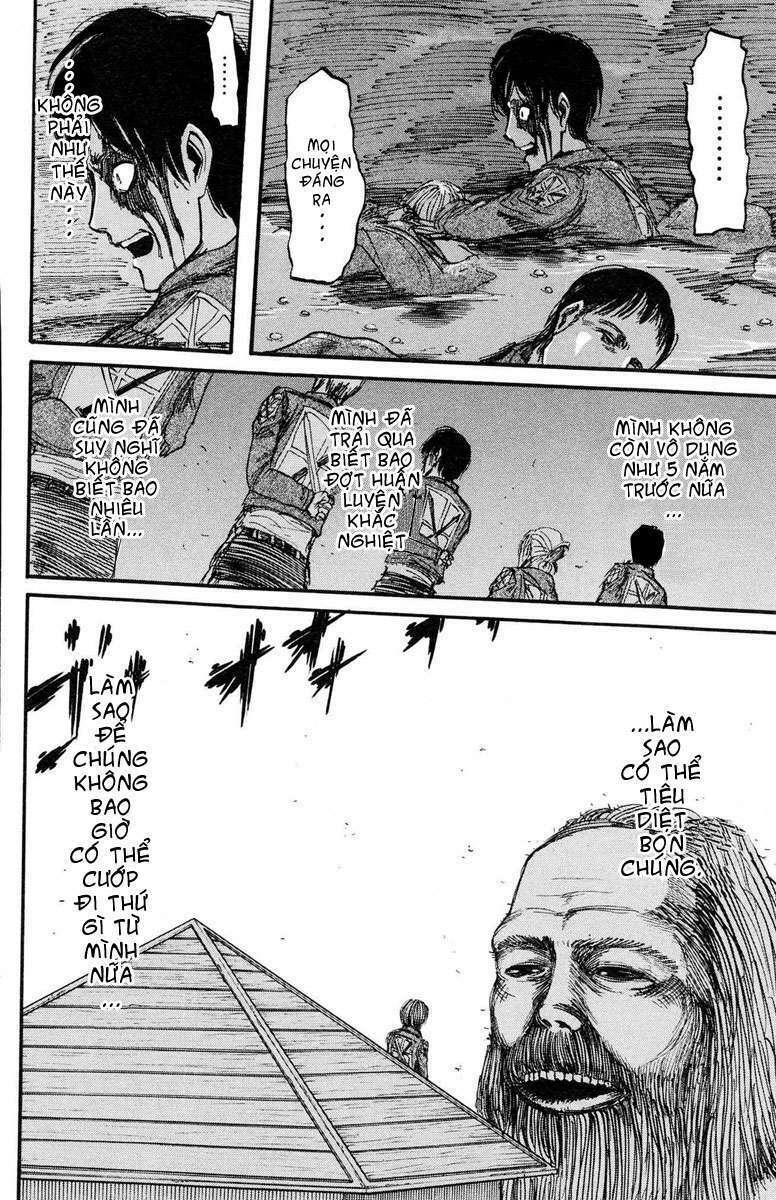 ......
MỌI
CHUYỆN
ĐÁNG
RA
...
......
...
KHÔNG
PHẢI
NHƯ
THẾ
NÀY
...
MÌNH KHÔNG
CÒN VÔ DỤNG
NHƯ 5 NĂM
TRƯỚC NỮA
...
MÌNH ĐÃ
TRẢI QUA
BIẾT BAO
ĐỢT HUẤN
LUYỆN
KHẮC
NGHIỆT
MÌNH
CŨNG ĐÃ
SUY NGHĨ
KHÔNG
BIẾT BAO
NHIÊU
LẦN...
...LÀM
SAO
CÓ THỂ
TIÊU
DIỆT
BỌN
CHÚNG,
LÀM
SAO
ĐỂ
CHÚNG
KHÔNG
BAO
GIỜ
CÓ THỂ
CƯỚP
ĐI THỨ
GÌ TỪ
MÌNH
NỮA
...